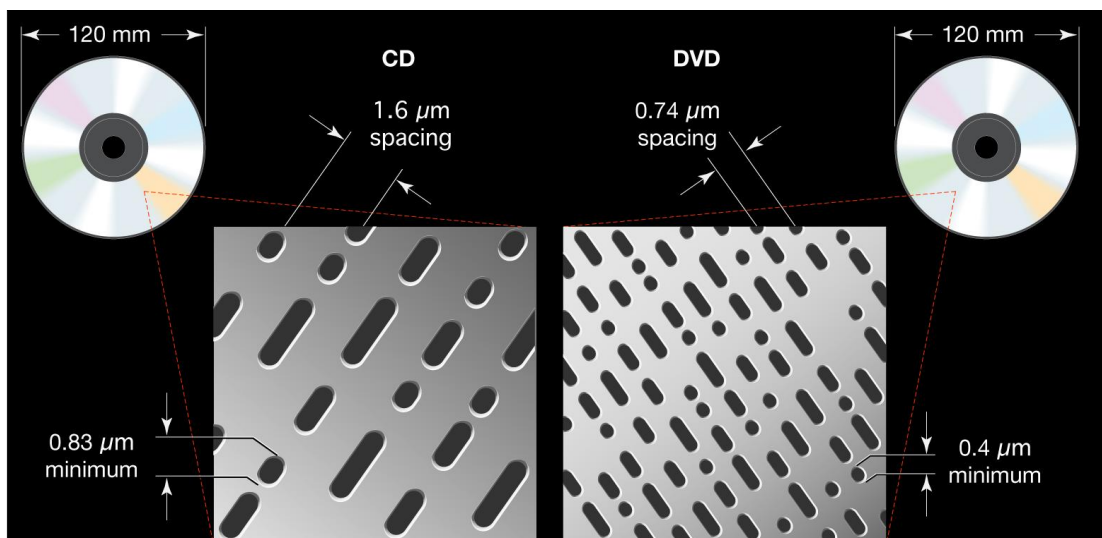 120 mm
CD
1.6 µm
spacing
DVD
0.74 µm
spacing
120 mm
0.83 µm
minimum
0.4 µm
minimum